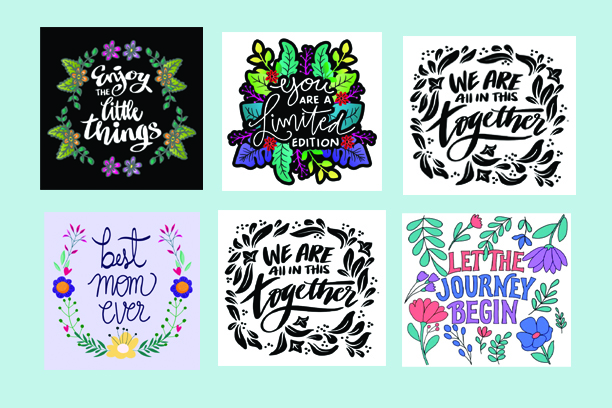 Enjoy
THE
little
things
You
ARE A
Limited
EDITION
WE ARE
All IN THIS
together
best
mom
ever
WE ARE
All IN THIS
together
LET THE
JOURNEY
BEGIN